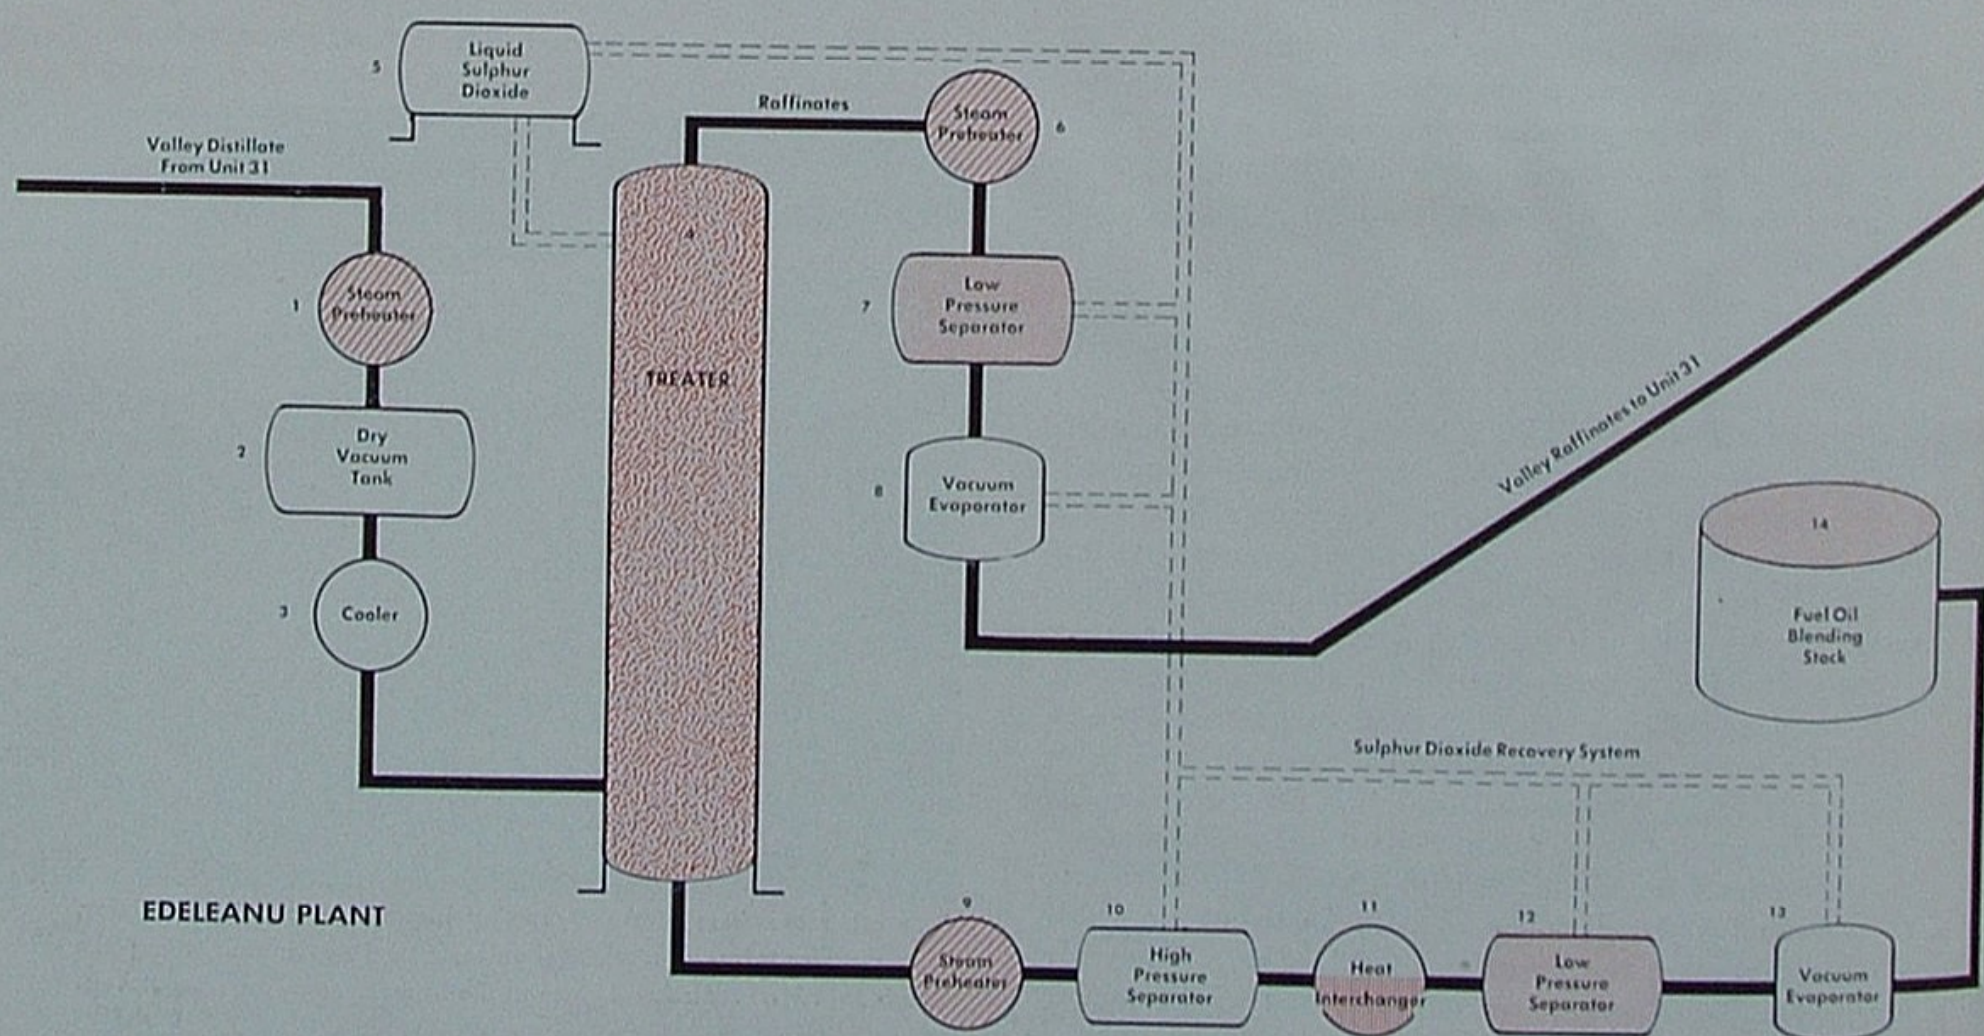 5
Liquid
Sulphur
Dioxide
Valley Distillate
From Unit 31
Raffinates
Steam
Preheater
6
4
1
Steam
Preheater
7
Low
Pressure
Separator
TREATER
Valley Raffinates to Unit 31
2
Dry
Vacuum
Tank
8
Vacuum
Evaporator
14
Fuel Oil
Blending
Stock
3
Cooler
Sulphur Dioxide Recovery System
EDELEANU PLANT
9
Steam
Preheater
10
High
Pressure
Separator
11
Heat
Interchanger
12
Low
Pressure
Separator
13
Vacuum
Evaporator